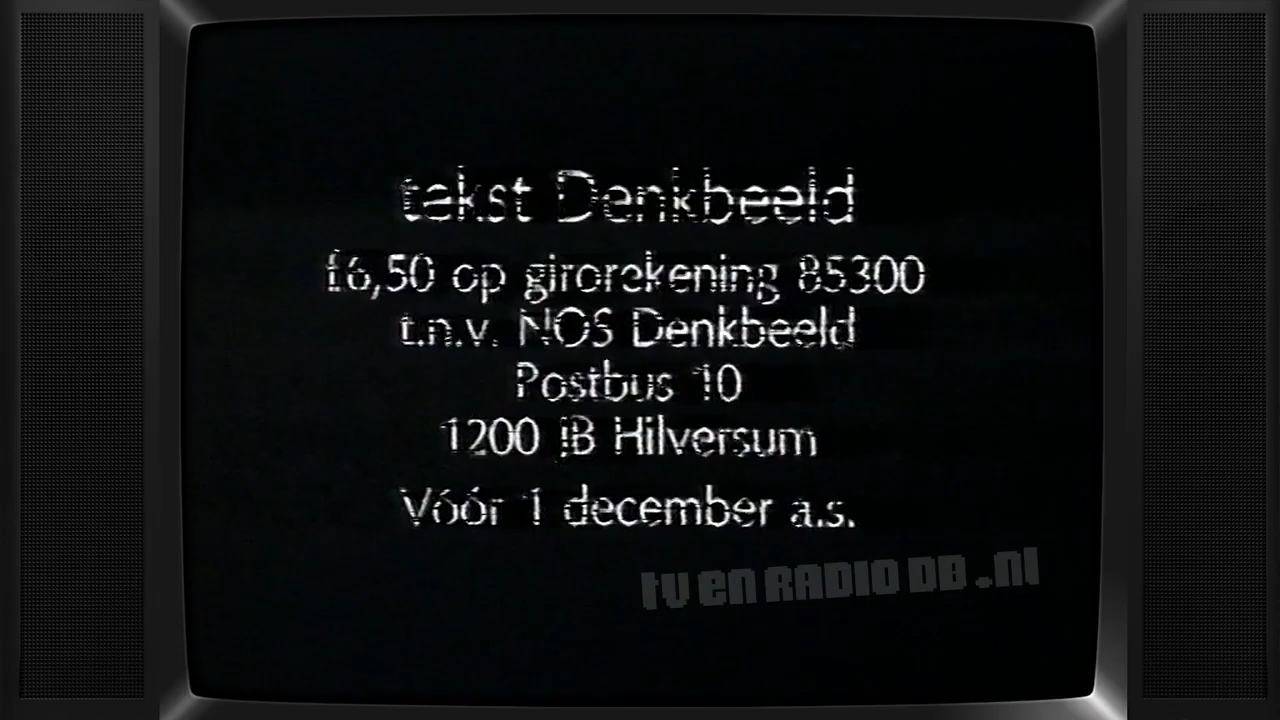 tekst Denkbeeld
f6,50 op girorekening 85300
t.n.v. NOS Denkbeeld
Postbus 10
1200 JB Hilversum
Vóór 1 december a.s.
tv en RADIO DB .nl